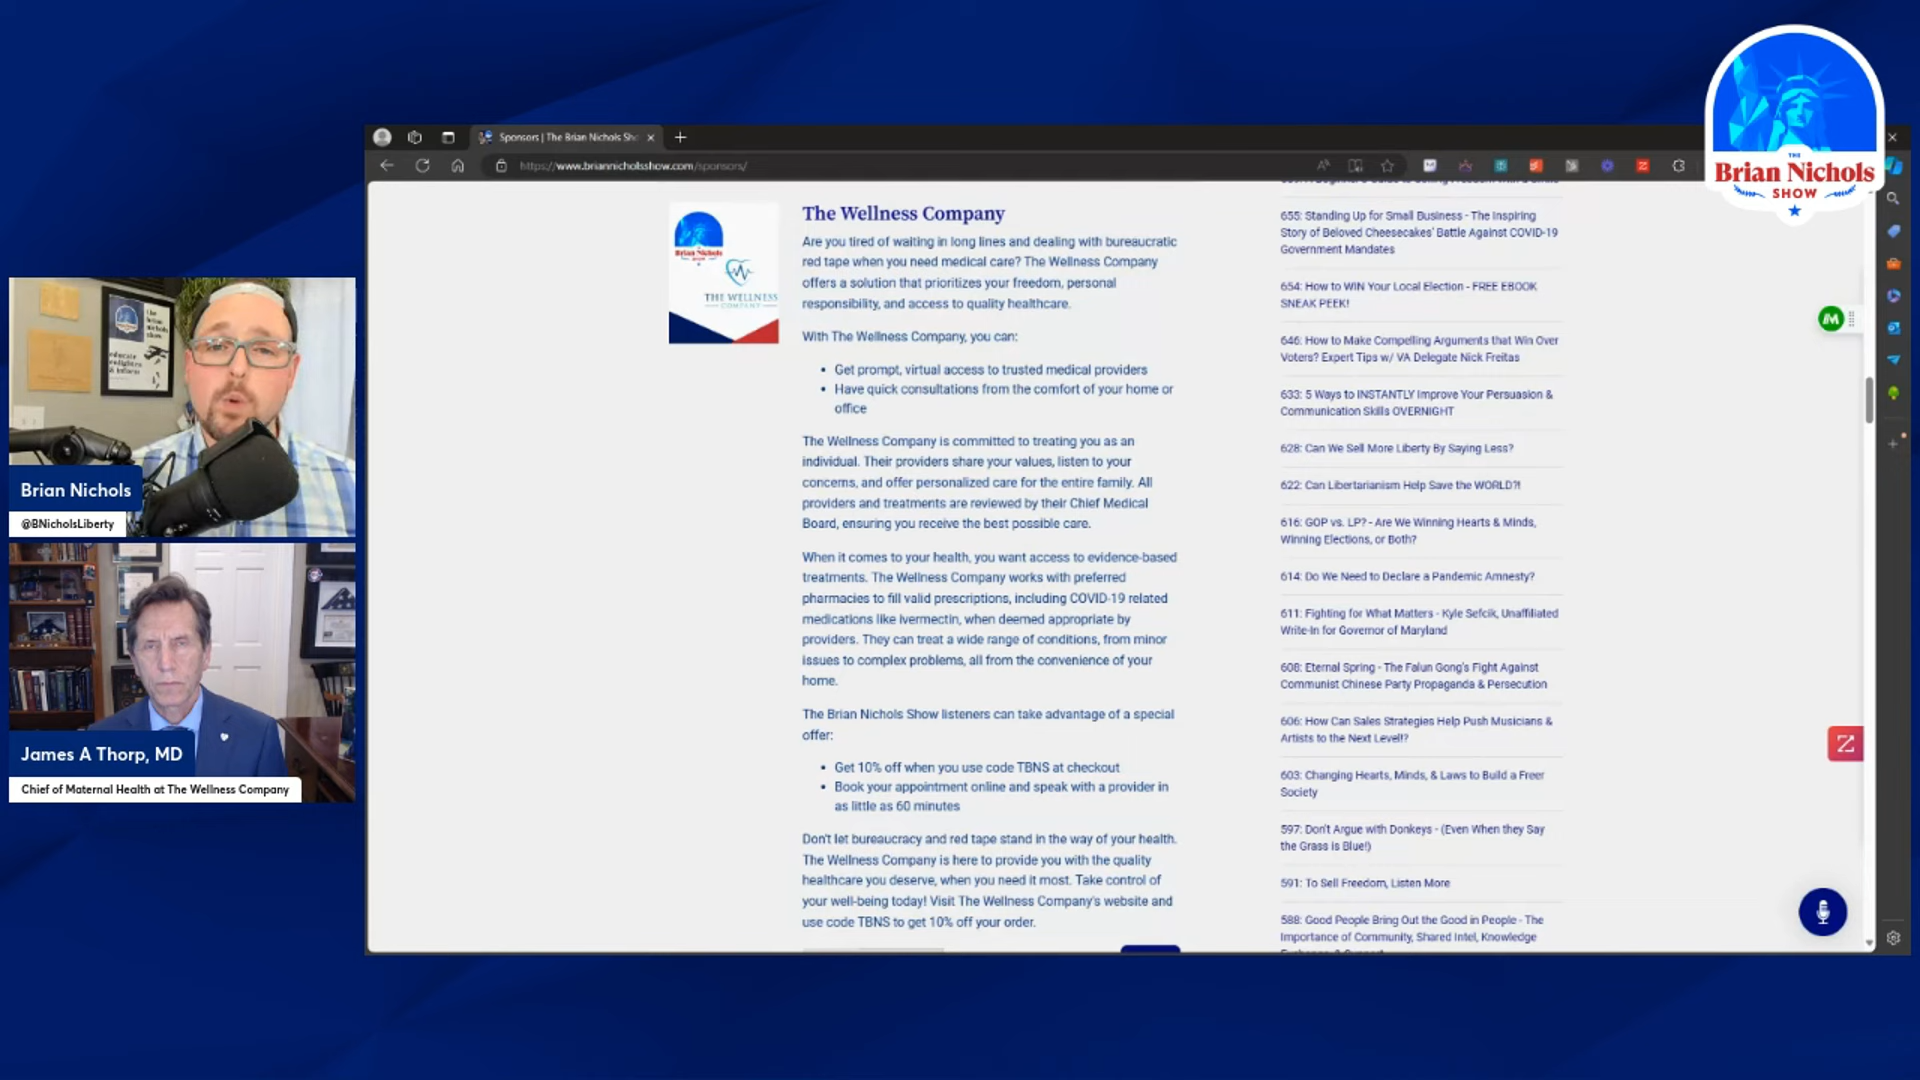 THE
Brian Nichols
SHOW
Sponsors | The Brian Nichols Sh
https://www.briannicholsshow.com/sponsors/
The Wellness Company
Are you tired of waiting in long lines and dealing with bureaucratic
red tape when you need medical care? The Wellness Company
offers a solution that prioritizes your freedom, personal
responsibility, and access to quality healthcare.
With The Wellness Company, you can:
• Get prompt, virtual access to trusted medical providers
• Have quick consultations from the comfort of your home or
office
The Wellness Company is committed to treating you as an
individual. Their providers share your values, listen to your
concerns, and offer personalized care for the entire family. All
providers and treatments are reviewed by their Chief Medical
Board, ensuring you receive the best possible care.
When it comes to your health, you want access to evidence-based
treatments. The Wellness Company works with preferred
pharmacies to fill valid prescriptions, including COVID-19 related
medications like Ivermectin, when deemed appropriate by
providers. They can treat a wide range of conditions, from minor
issues to complex problems, all from the convenience of your
home.
The Brian Nichols Show listeners can take advantage of a special
offer:
• Get 10% off when you use code TBNS at checkout
• Book your appointment online and speak with a provider in
as little as 60 minutes
Don't let bureaucracy and red tape stand in the way of your health.
The Wellness Company is here to provide you with the quality
healthcare you deserve, when you need it most. Take control of
your well-being today! Visit The Wellness Company's website and
use code TBNS to get 10% off your order.
Brian Nichols
THE WELLNESS
COMPANY
655: Standing Up for Small Business - The Inspiring
Story of Beloved Cheesecakes' Battle Against COVID-19
Government Mandates
654: How to WIN Your Local Election - FREE EBOOK
SNEAK PEEK!
646: How to Make Compelling Arguments that Win Over
Voters? Expert Tips w/ VA Delegate Nick Freitas
633: 5 Ways to INSTANTLY Improve Your Persuasion &
Communication Skills OVERNIGHT
628: Can We Sell More Liberty By Saying Less?
622: Can Libertarianism Help Save the WORLD?!
616: GOP vs. LP? - Are We Winning Hearts & Minds,
Winning Elections, or Both?
614: Do We Need to Declare a Pandemic Amnesty?
611: Fighting for What Matters - Kyle Sefcik, Unaffiliated
Write-In for Governor of Maryland
608: Eternal Spring - The Falun Gong's Fight Against
Communist Chinese Party Propaganda & Persecution
606: How Can Sales Strategies Help Push Musicians &
Artists to the Next Level!?
603: Changing Hearts, Minds, & Laws to Build a Freer
Society
597: Don't Argue with Donkeys - (Even When they Say
the Grass is Blue!)
591: To Sell Freedom, Listen More
588: Good People Bring Out the Good in People - The
Importance of Community, Shared Intel, Knowledge
the
brian
nichols
show
educate
enlighten
& inform
Brian Nichols
@BNicholsLiberty
James A Thorp, MD
Chief of Maternal Health at The Wellness Company